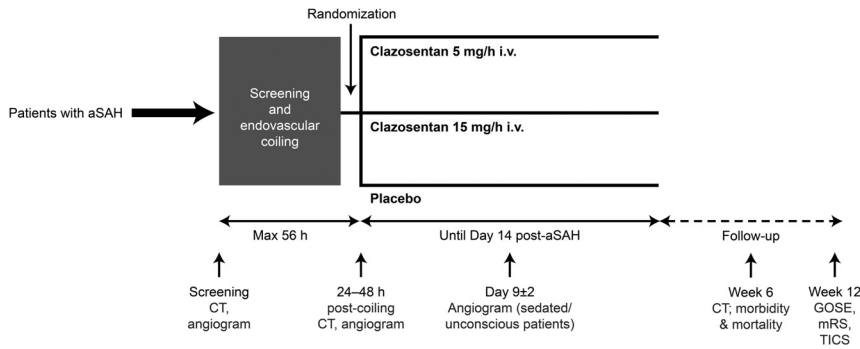 Randomization
Clazosentan 5 mg/h i.v.
Patients with aSAH
Screening
and
endovascular
coiling
Clazosentan 15 mg/h i.v.
Placebo
Max 56 h
Until Day 14 post-aSAH
Follow-up
Screening
CT,
angiogram
24–48 h
post-coiling
CT, angiogram
Day 9±2
Angiogram (sedated/
unconscious patients)
Week 6
CT; morbidity
& mortality
Week 12
GOSE,
mRS,
TICS